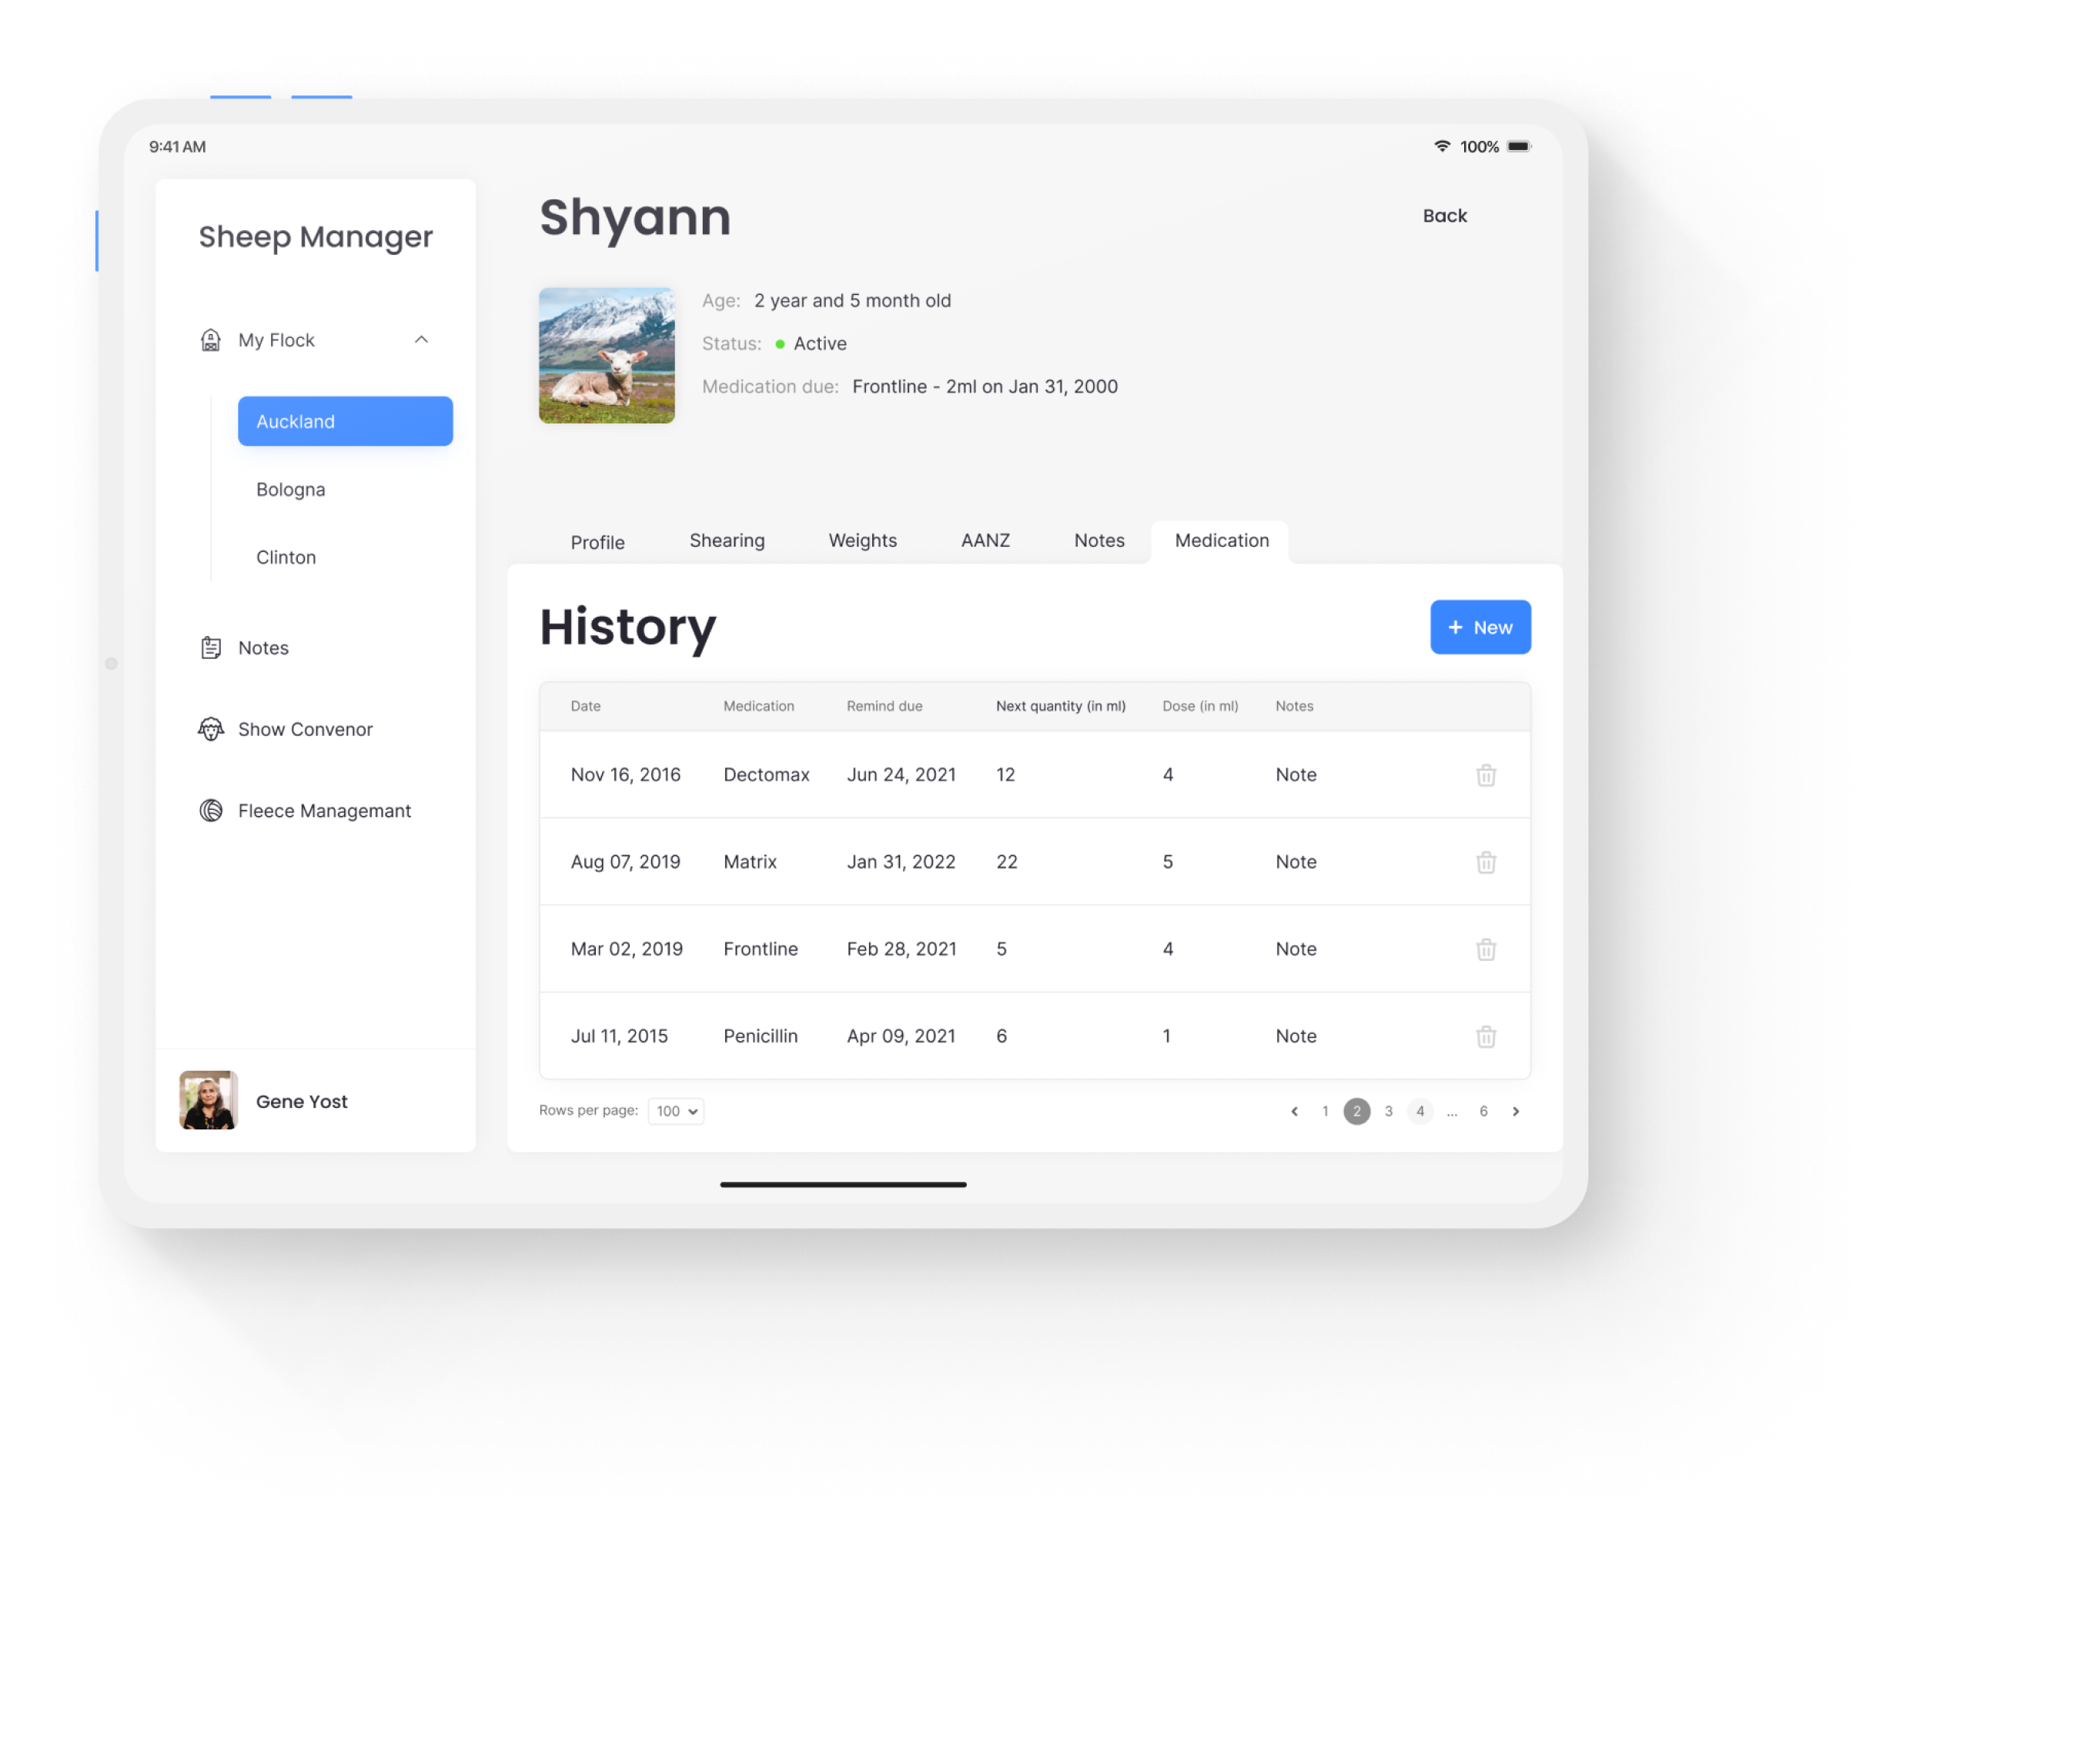 9:41 AM
100%
Sheep Manager
My Flock
Auckland
Bologna
Clinton
Notes
Show Convenor
Fleece Managemant
Gene Yost
Shyann
Back
Age: 2 year and 5 month old
Status: Active
Medication due: Frontline - 2ml on Jan 31, 2000
Profile Shearing Weights AANZ Notes Medication
History
+ New
Date Medication Remind due Next quantity (in ml) Dose (in ml) Notes
Nov 16, 2016 Dectomax Jun 24, 2021 12 4 Note
Aug 07, 2019 Matrix Jan 31, 2022 22 5 Note
Mar 02, 2019 Frontline Feb 28, 2021 5 4 Note
Jul 11, 2015 Penicillin Apr 09, 2021 6 1 Note
Rows per page: 100
1 2 3 4 ... 6